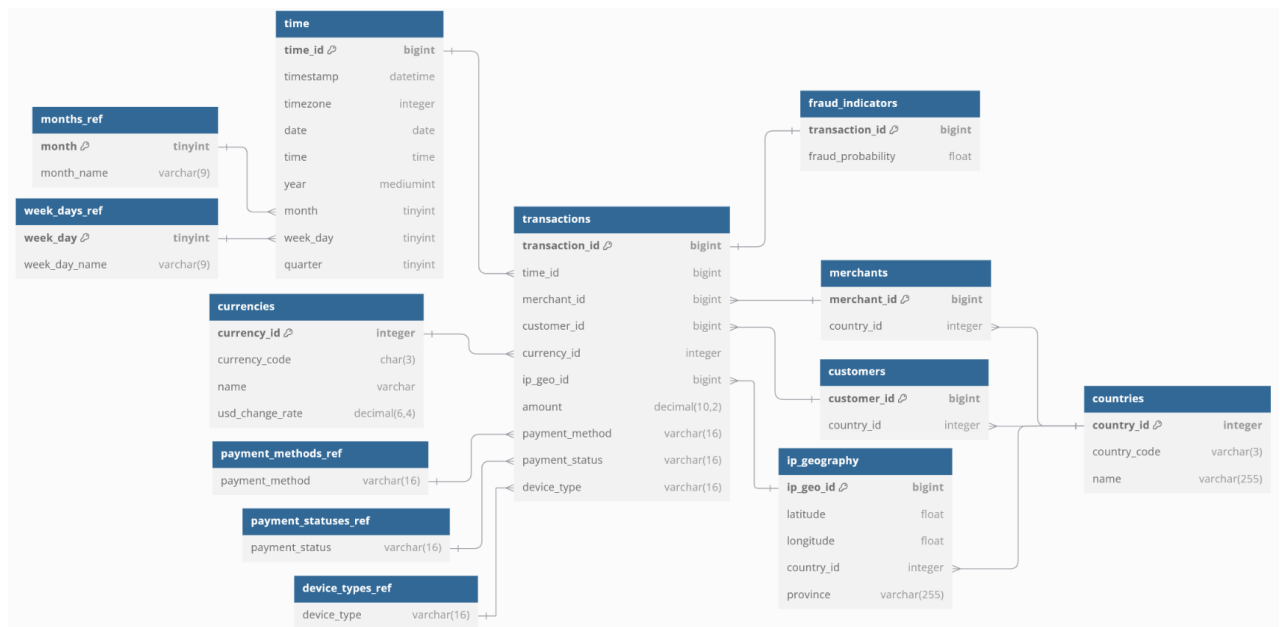 time
time_id bigint
timestamp datetime
timezone integer
date date
time time
year mediumint
month tinyint
week_day tinyint
quarter tinyint
months_ref
month tinyint
month_name varchar(9)
week_days_ref
week_day tinyint
week_day_name varchar(9)
currencies
currency_id integer
currency_code char(3)
name varchar
usd_change_rate decimal(6,4)
payment_methods_ref
payment_method varchar(16)
payment_statuses_ref
payment_status varchar(16)
device_types_ref
device_type varchar(16)
transactions
transaction_id bigint
time_id bigint
merchant_id bigint
customer_id bigint
currency_id integer
ip_geo_id bigint
amount decimal(10,2)
payment_method varchar(16)
payment_status varchar(16)
device_type varchar(16)
fraud_indicators
transaction_id bigint
fraud_probability float
merchants
merchant_id bigint
country_id integer
customers
customer_id bigint
country_id integer
ip_geography
ip_geo_id bigint
latitude float
longitude float
country_id integer
province varchar(255)
countries
country_id integer
country_code varchar(3)
name varchar(255)